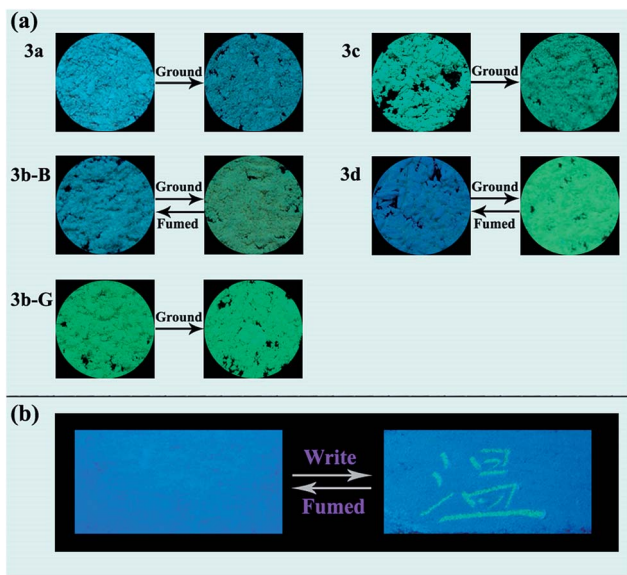 (a)
3a
Ground
3c
Ground
3b-B
Ground
Fumed
3d
Ground
Fumed
3b-G
Ground
(b)
Write
Fumed
温